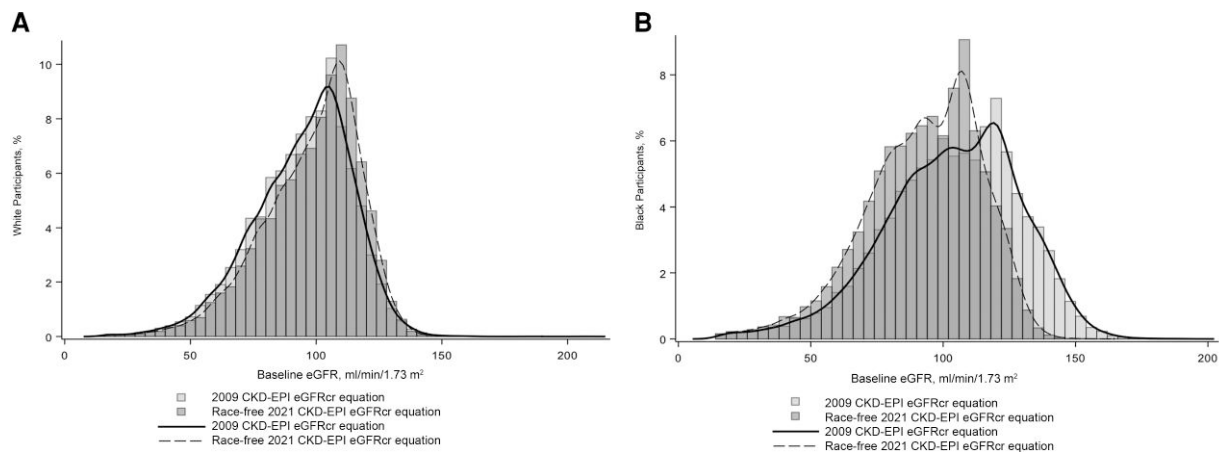 A
White Participants, %
10
8
6
4
2
0
0 50 100 150 200
Baseline eGFR, ml/min/1.73 m²
2009 CKD-EPI eGFRcr equation
Race-free 2021 CKD-EPI eGFRcr equation
2009 CKD-EPI eGFRcr equation
Race-free 2021 CKD-EPI eGFRcr equation
B
Black Participants, %
8
6
4
2
0
0 50 100 150 200
Baseline eGFR, ml/min/1.73 m²
2009 CKD-EPI eGFRcr equation
Race-free 2021 CKD-EPI eGFRcr equation
2009 CKD-EPI eGFRcr equation
Race-free 2021 CKD-EPI eGFRcr equation